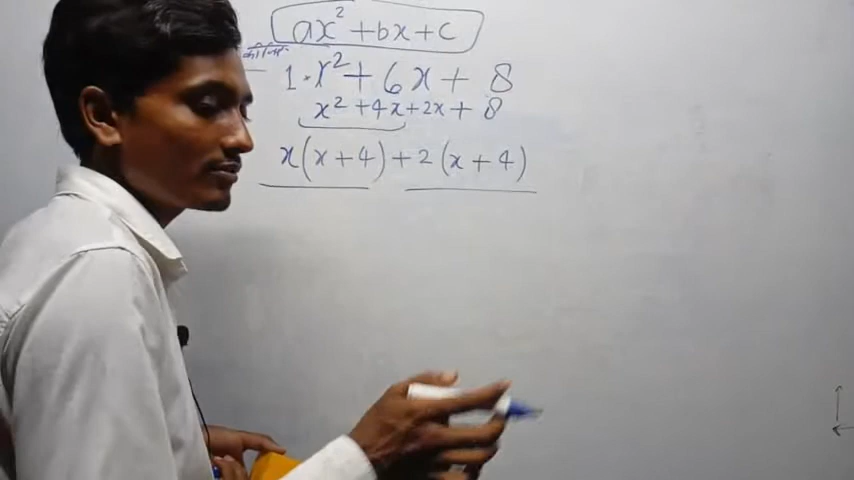 ax² + bx + c
1·x² + 6x + 8
x² + 4x + 2x + 8
x(x + 4) + 2(x + 4)